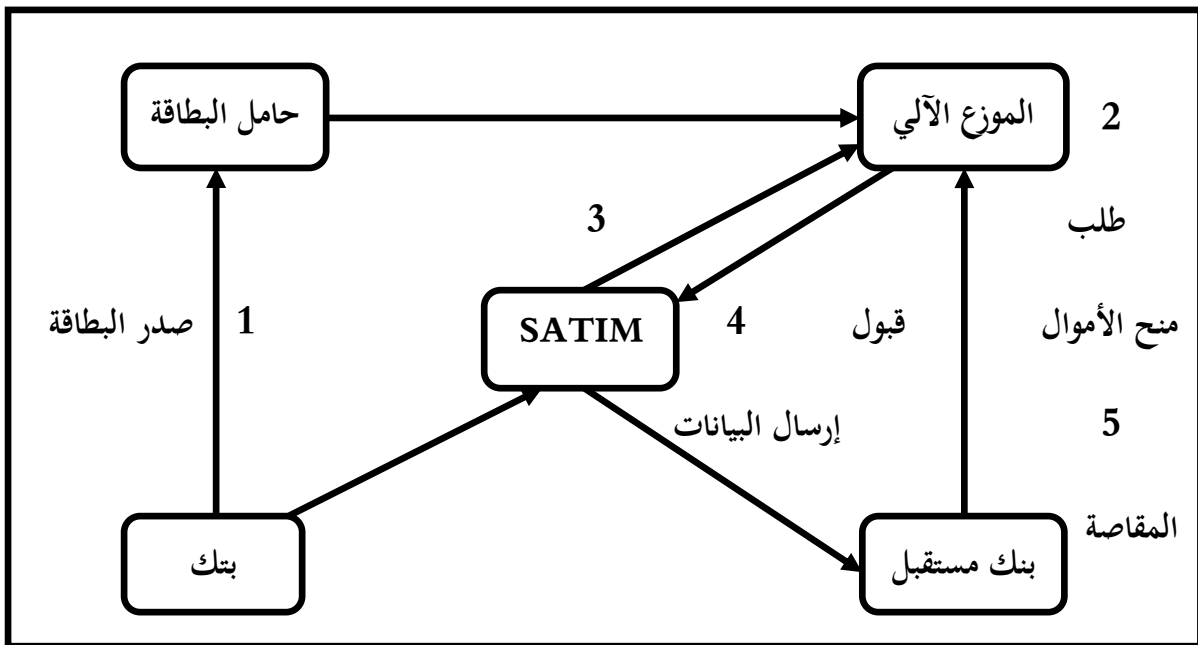 حامل البطاقة
الموزع الآلي
2
3
طلب
صدر البطاقة
1
SATIM
4
قبول
منح الأموال
إرسال البيانات
5
بتك
بنك مستقبل
المقاصة